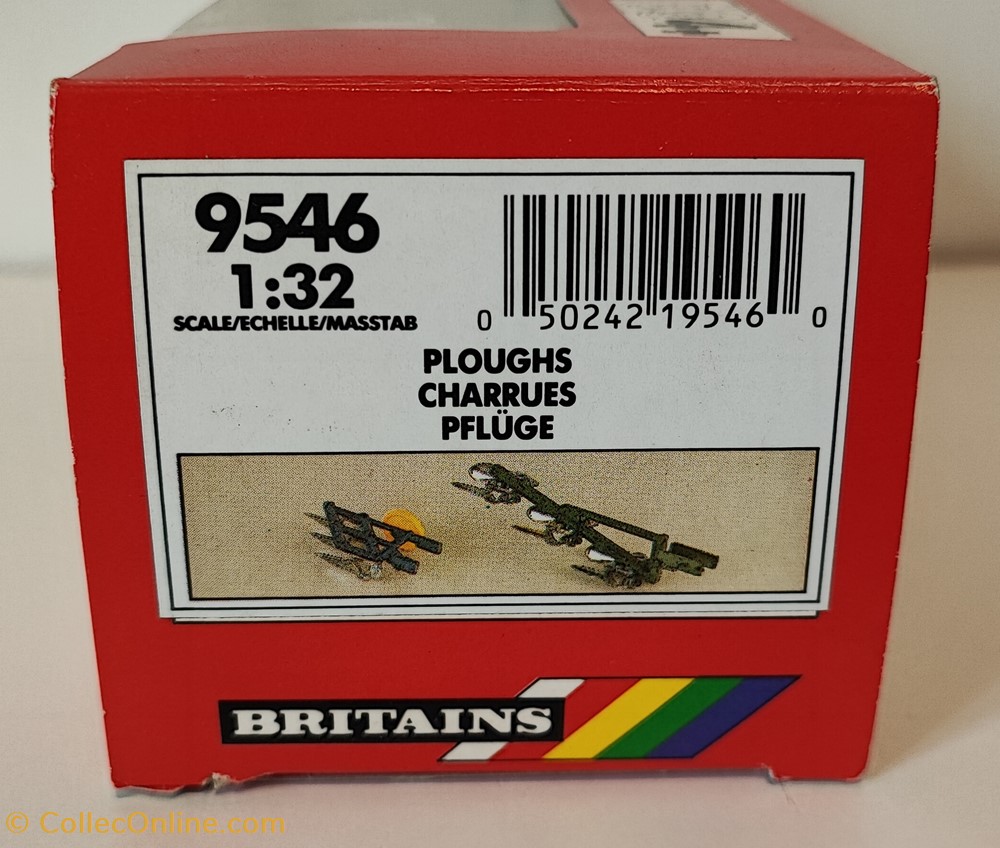 9546
1:32
SCALE/ECHELLE/MASSTAB
0 50242 19546 0
PLOUGHS
CHARRUES
PFLÜGE
BRITAINS
© CollecOnline.com